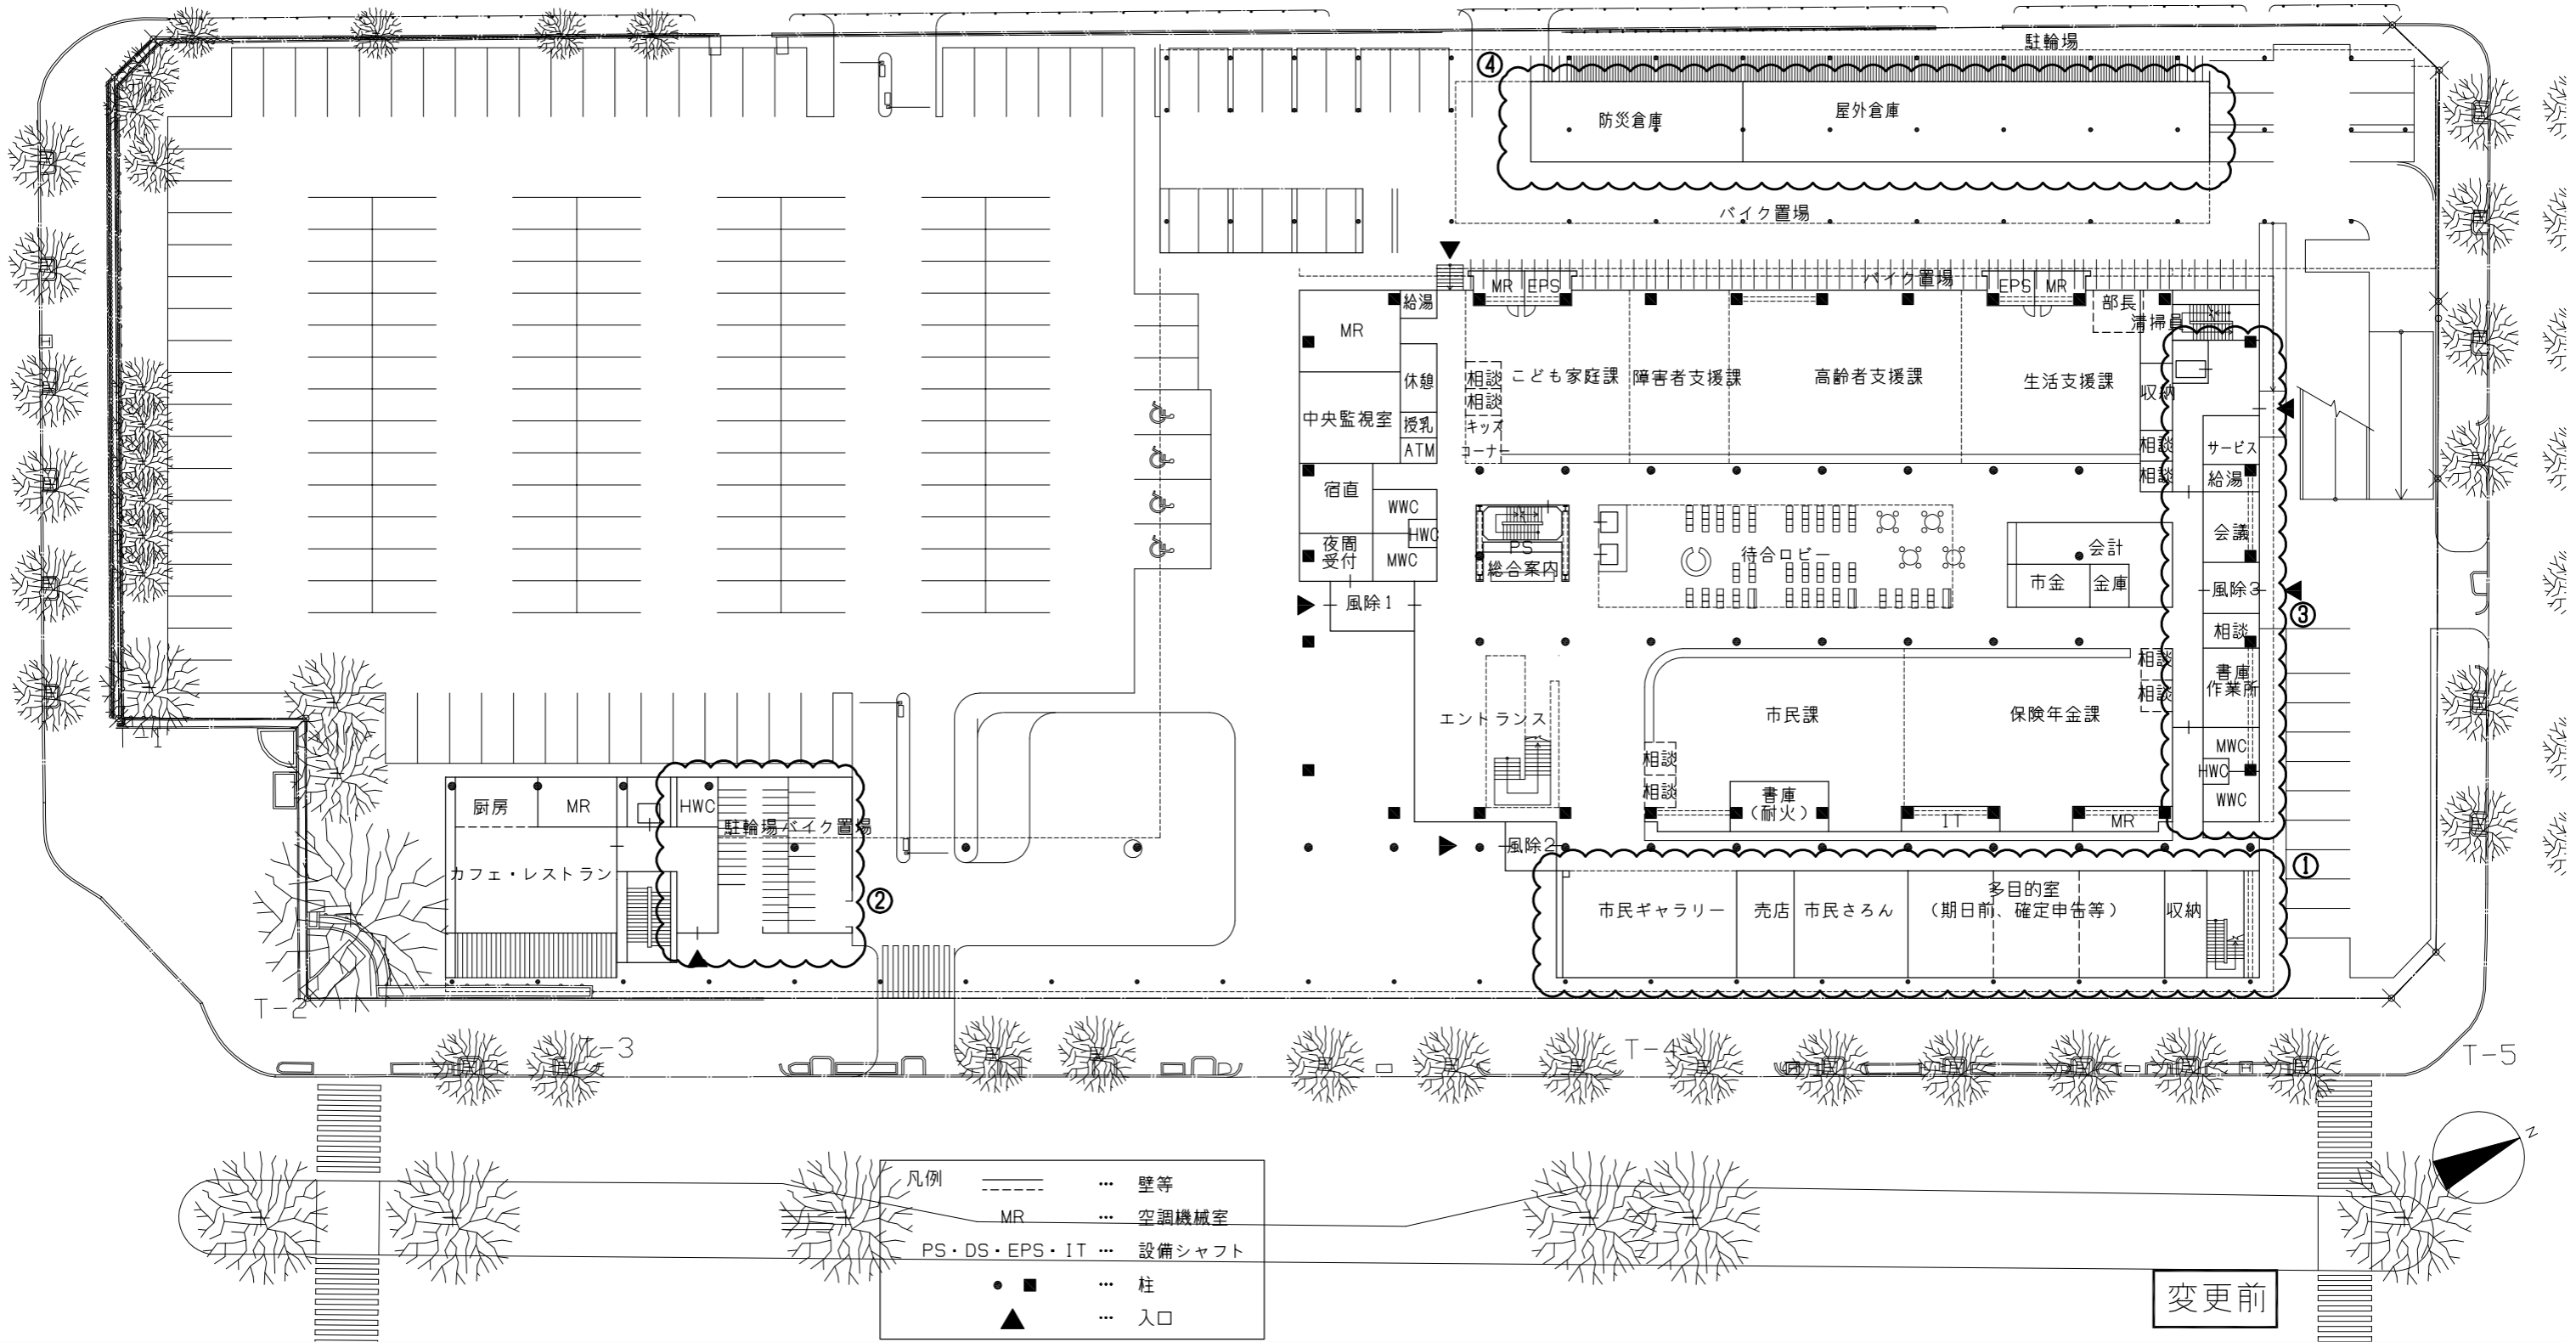 駐輪場
④
防災倉庫
屋外倉庫
バイク置場
バイク置場
MR
EPS
EPS
MR
部長
清掃員
給湯
MR
休憩
授乳
ATM
中央監視室
相談
相談
キッズ
コーナー
こども家庭課
障害者支援課
高齢者支援課
生活支援課
収納
相談
相談
サービス
給湯
会議
風除3
③
相談
書庫
作業所
MWC
HWC
WWC
宿直
WWC
HWC
MWC
夜間
受付
風除1
PS
総合案内
待合ロビー
会計
市金
金庫
エントランス
市民課
保険年金課
相談
相談
相談
相談
書庫
(耐火)
IT
MR
風除2
①
市民ギャラリー
売店
市民さろん
多目的室
(期日前、確定申告等)
収納
厨房
MR
HWC
駐輪場バイク置場
カフェ・レストラン
②
T-2
T-3
T-4
T-5
N
凡例
… 壁等
MR … 空調機械室
PS・DS・EPS・IT … 設備シャフト
… 柱
… 入口
変更前